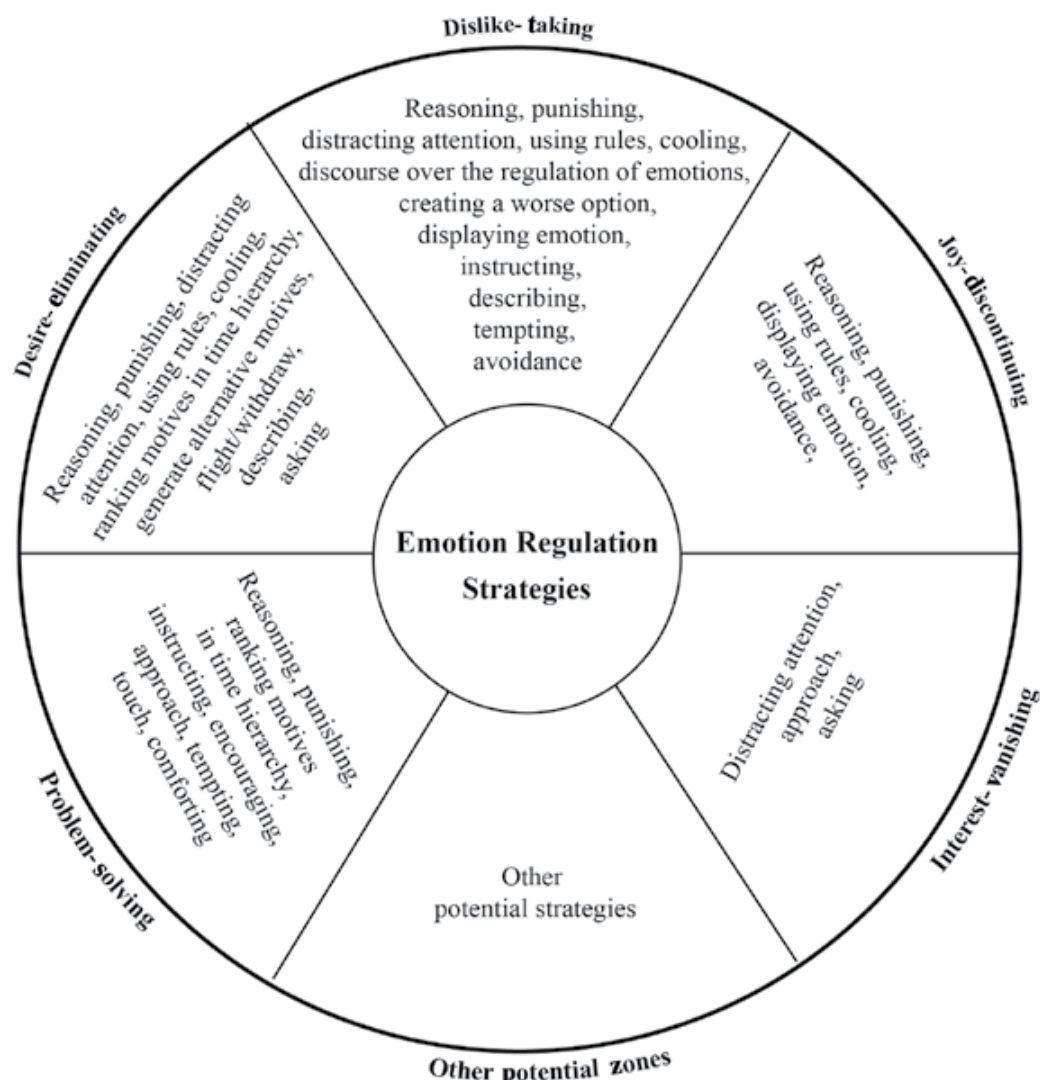 Dislike- taking
Reasoning, punishing,
distracting attention, using rules, cooling,
discourse over the regulation of emotions,
creating a worse option,
displaying emotion,
instructing,
describing,
tempting,
avoidance
Joy-discontinuing
Reasoning, punishing,
using rules, cooling,
displaying emotion,
avoidance,
Interest-vanishing
Distracting attention,
approach,
asking
Other potential zones
Other
potential strategies
Problem-solving
Reasoning, punishing,
ranking motives
in time hierarchy,
instructing, encouraging,
approach, tempting,
touch, comforting
Desire-eliminating
Reasoning, punishing, distracting
attention, using rules, cooling,
ranking motives in time hierarchy,
generate alternative motives,
flight/withdraw,
describing,
asking
Emotion Regulation
Strategies